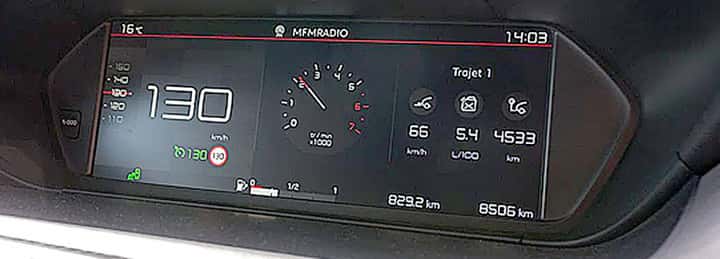 16°C
MFMRADIO
14:03
160
140
130
120
110
130
km/h
130
130
0
1
2
3
4
5
6
7
tr/min
x1000
0
1/2
1
Trajet 1
66
km/h
5.4
L/100
4533
km
829.2 km
8506 km